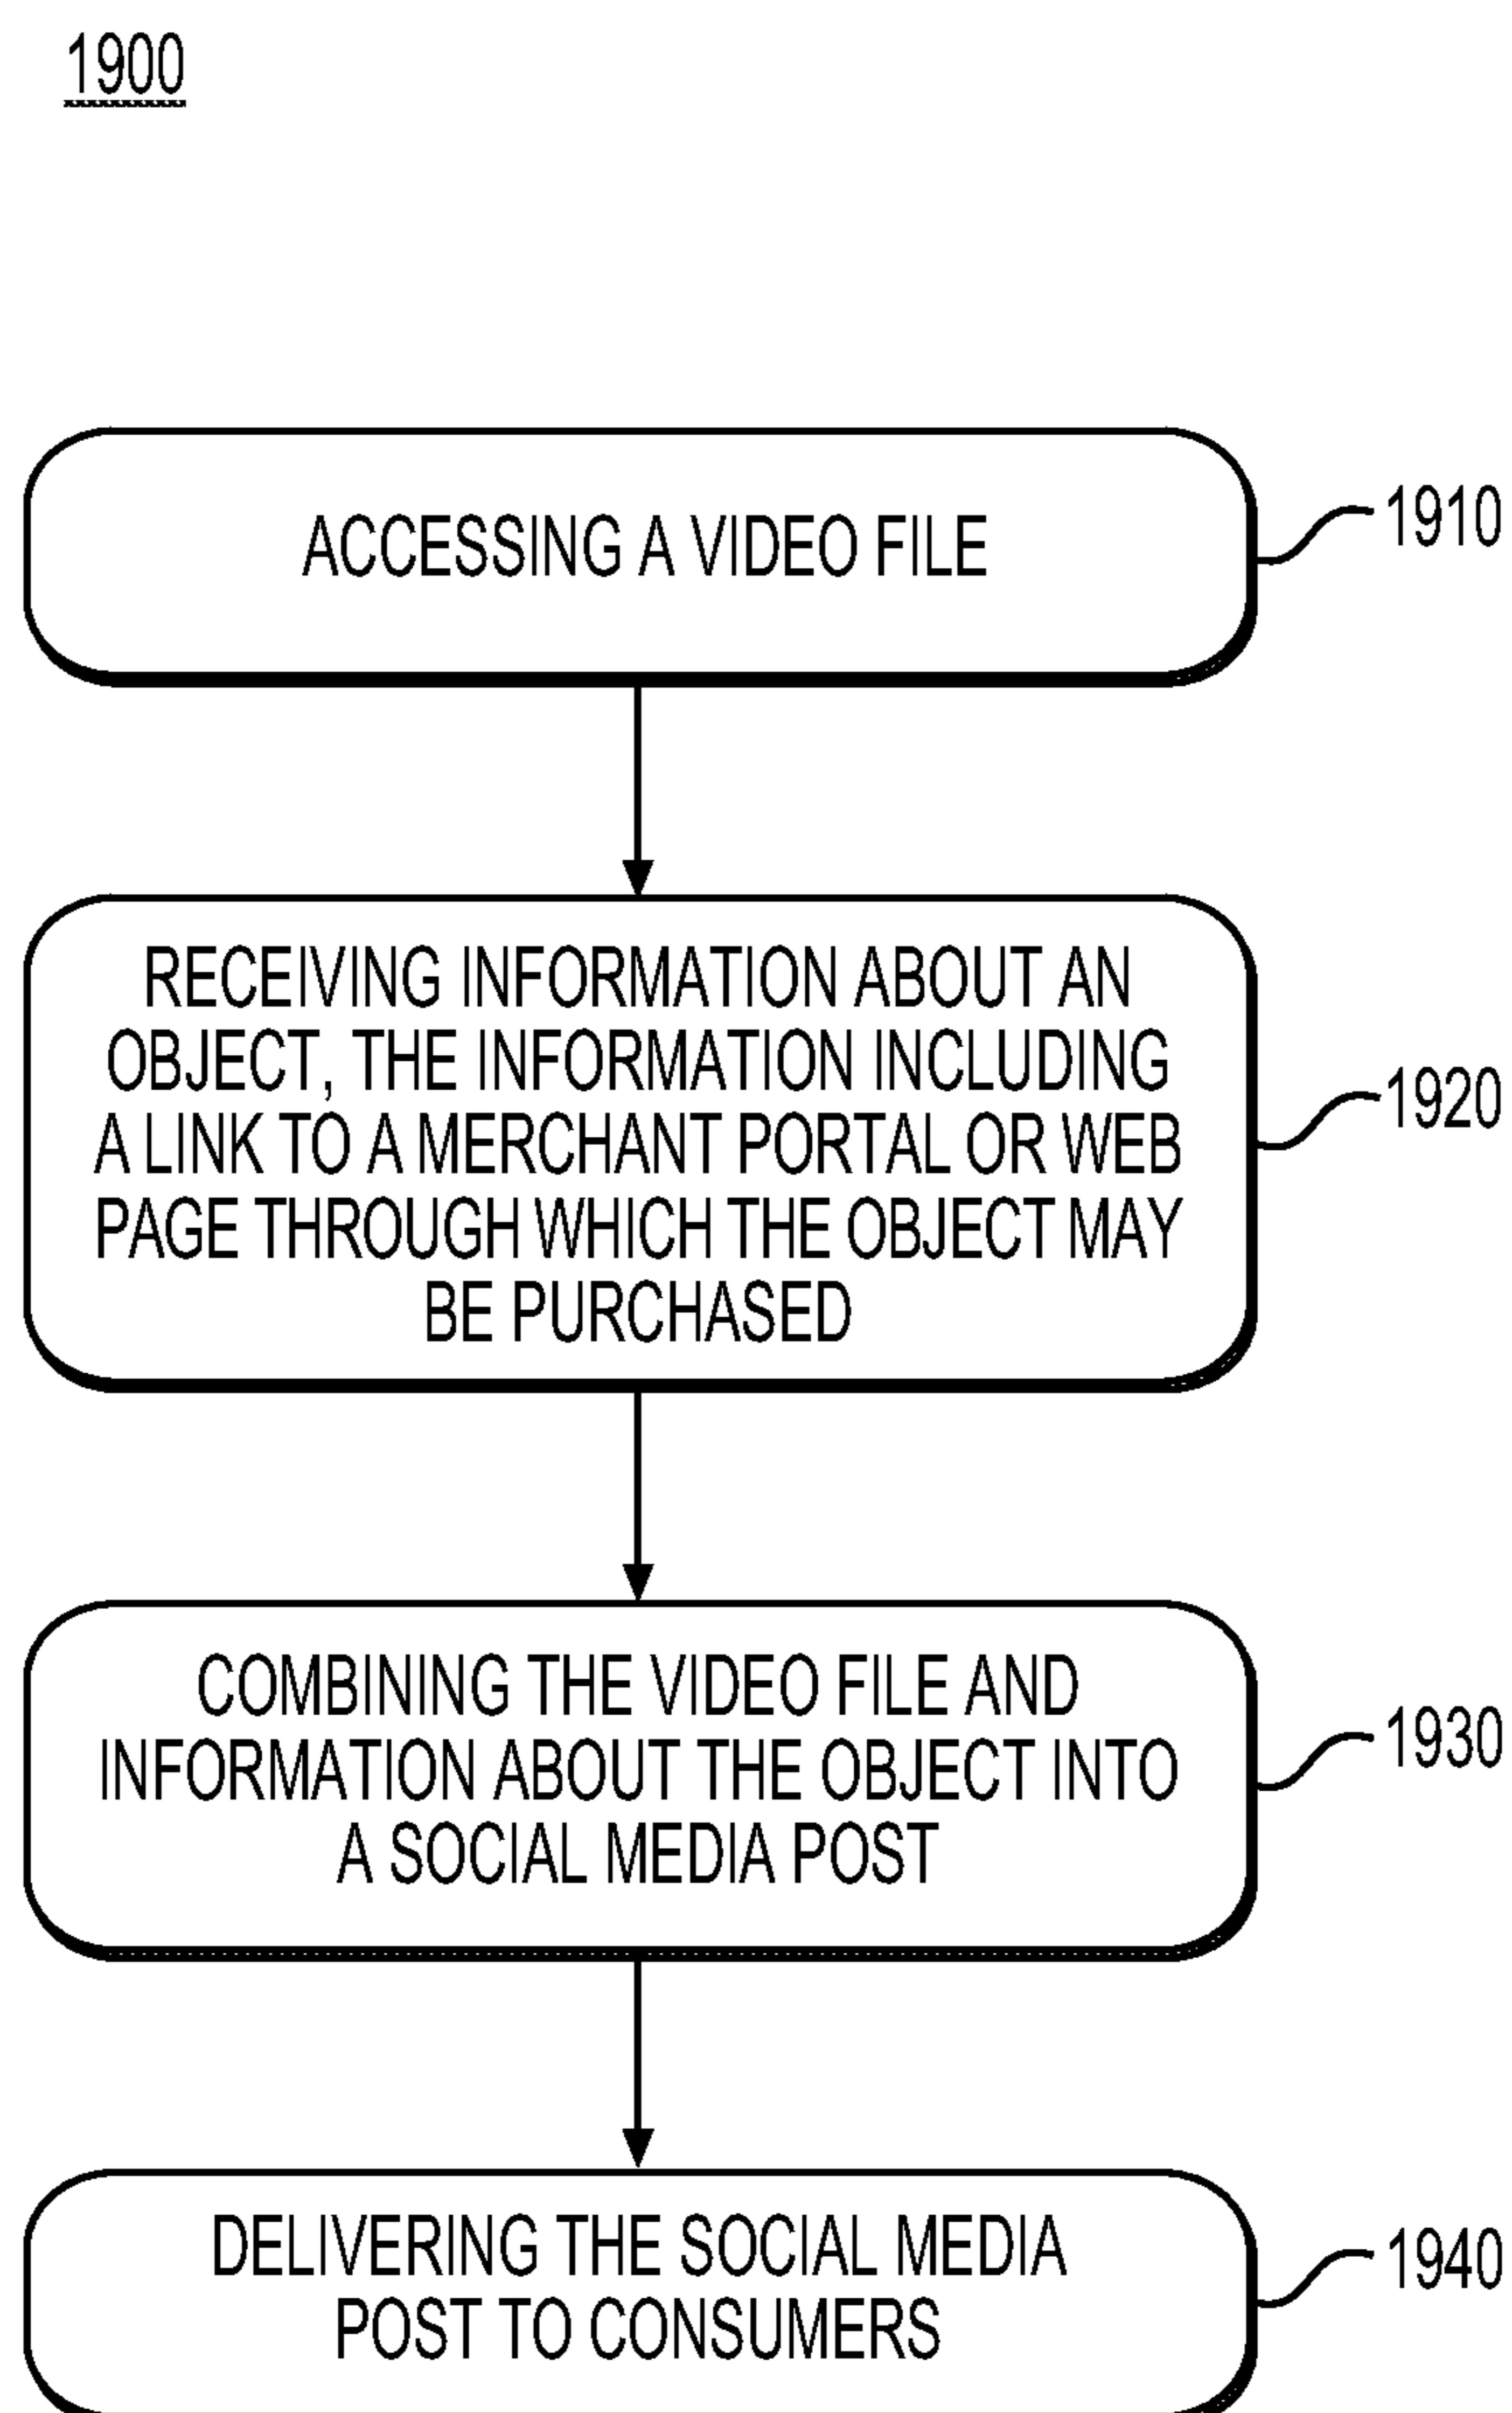 1900
ACCESSING A VIDEO FILE
1910
RECEIVING INFORMATION ABOUT AN
OBJECT, THE INFORMATION INCLUDING
A LINK TO A MERCHANT PORTAL OR WEB
PAGE THROUGH WHICH THE OBJECT MAY
BE PURCHASED
1920
COMBINING THE VIDEO FILE AND
INFORMATION ABOUT THE OBJECT INTO
A SOCIAL MEDIA POST
1930
DELIVERING THE SOCIAL MEDIA
POST TO CONSUMERS
1940